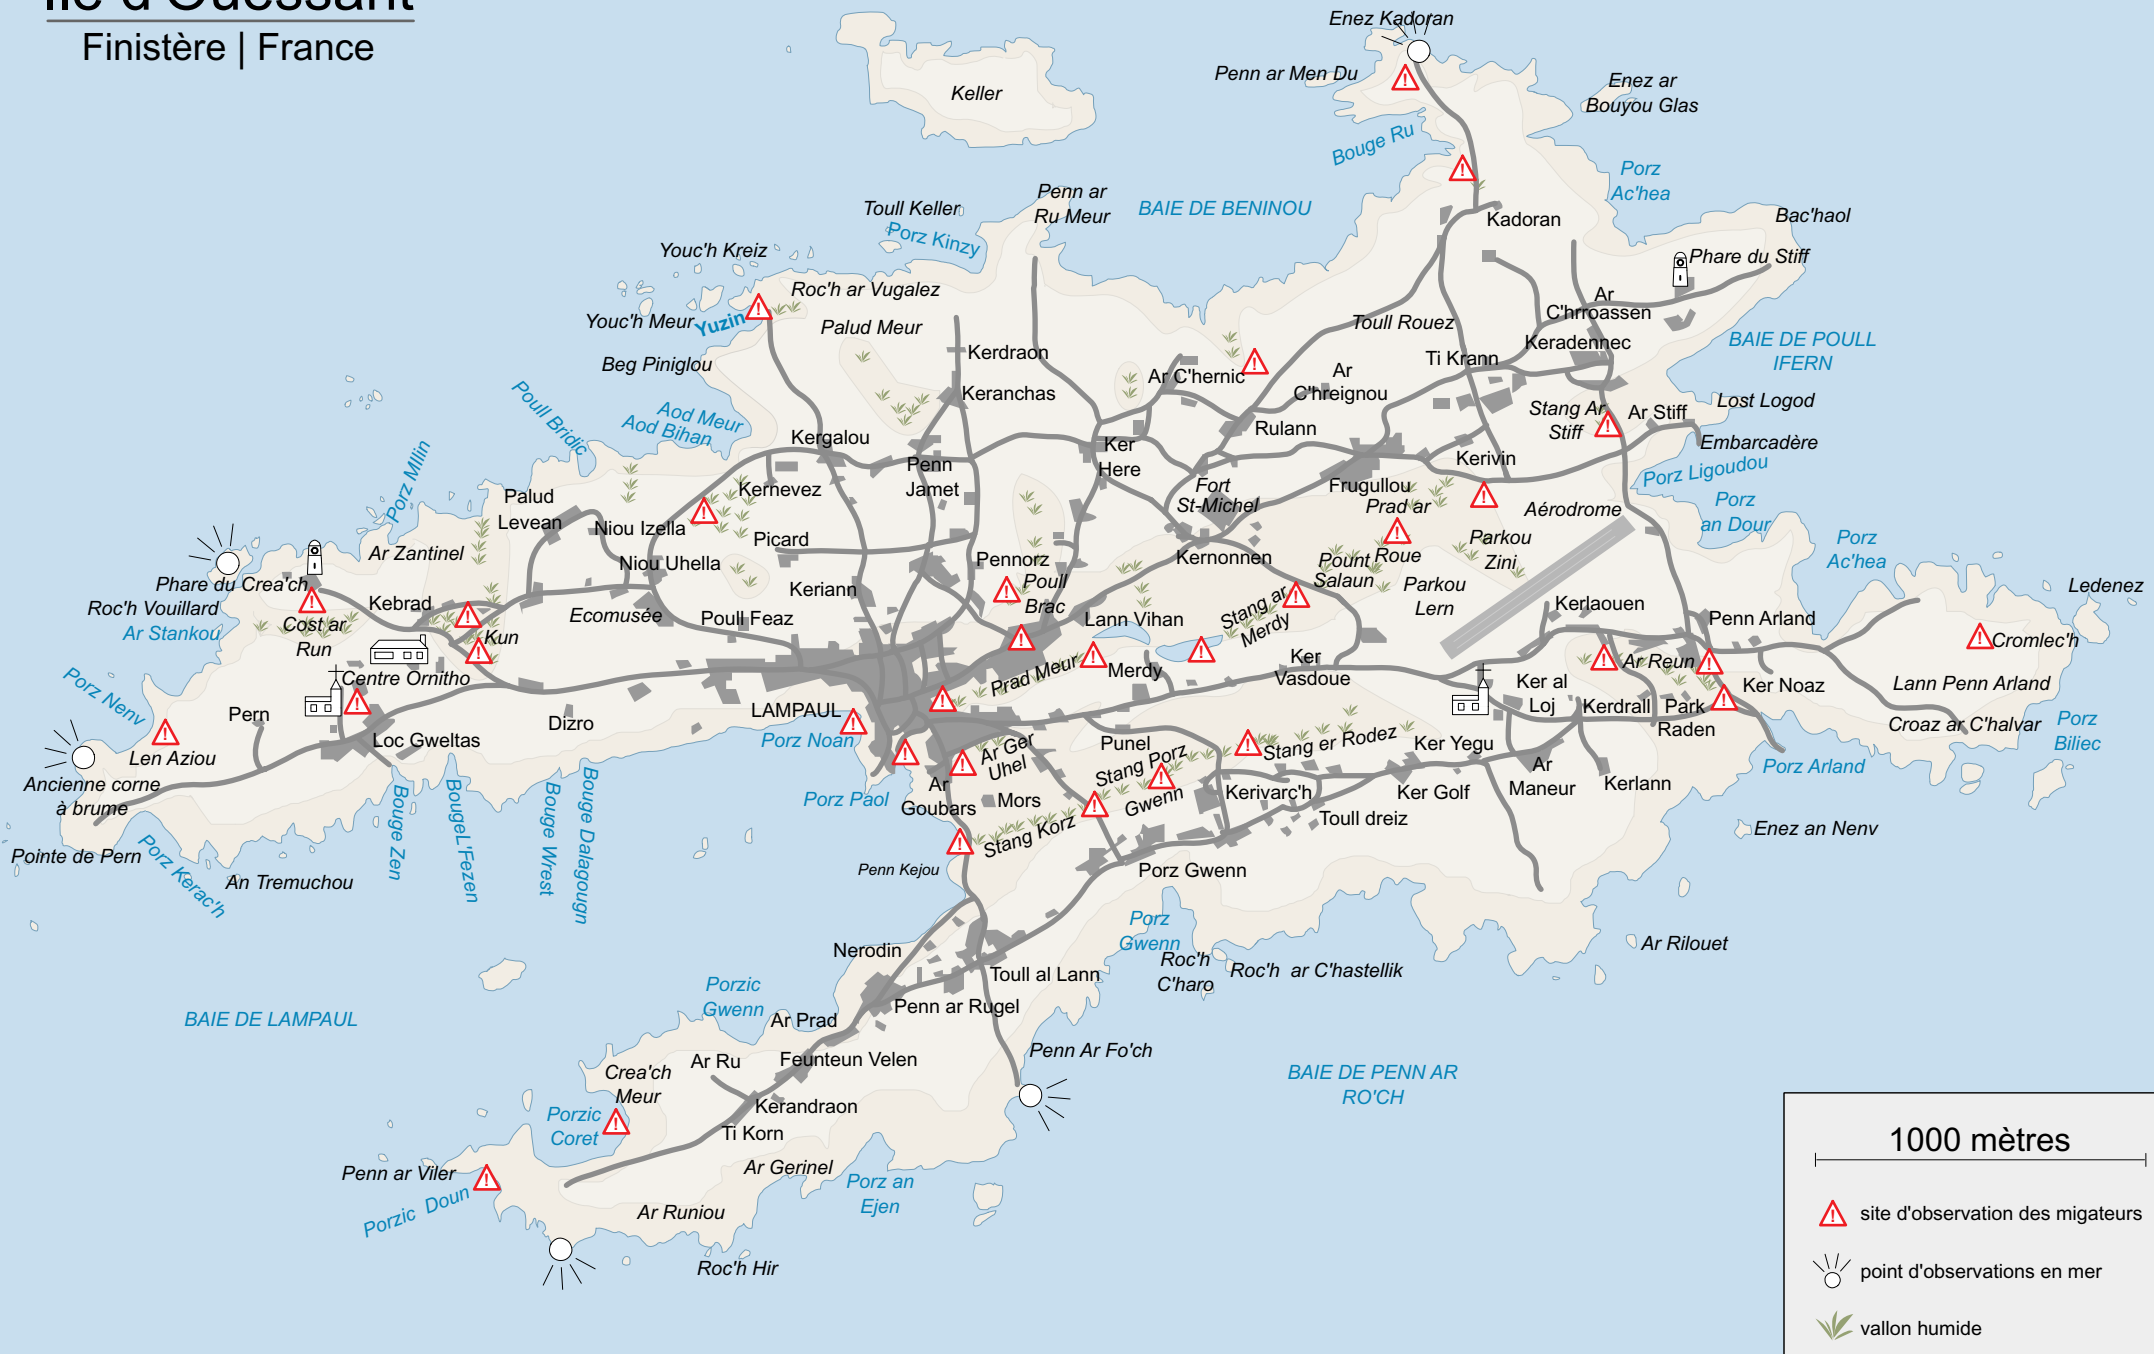 Île d'Ouessant
Finistère | France
Enez Kadoran
Penn ar Men Du
Enez ar
Bouyou Glas
Keller
Bouge Ru
Porz
Ac'hea
Penn ar
Ru Meur
Toull Keller
Porz Kinzy
BAIE DE BENINOU
Kadoran
Bac'haol
Youc'h Kreiz
Phare du Stiff
Roc'h ar Vugalez
Youc'h Meur
Yuzin
Palud Meur
Ar
C'hrroassen
Toull Rouez
Keradennec
BAIE DE POULL
IFERN
Beg Piniglou
Kerdraon
Ti Krann
Ar C'hernic
Ar
C'hreignou
Keranchas
Poull Bridic
Aod Meur
Aod Bihan
Stang Ar
Stiff
Ar Stiff
Lost Logod
Embarcadère
Rulann
Kergalou
Ker
Here
Penn
Jamet
Kerivin
Porz Ligoudou
Porz MIlin
Kernevez
Fort
St-Michel
Frugullou
Prad ar
Roue
Palud
Levean
Niou Izella
Aérodrome
Porz
an Dour
Picard
Parkou
Zini
Ar Zantinel
Niou Uhella
Pennorz
Kernonnen
Pount
Salaun
Porz
Ac'hea
Phare du Crea'ch
Poull
Brac
Parkou
Lern
Ledenez
Roc'h Vouillard
Ar Stankou
Kebrad
Keriann
Ecomusée
Poull Feaz
Lann Vihan
Stang ar
Merdy
Kerlaouen
Penn Arland
Cost ar
Run
Kun
Cromlec'h
Centre Ornitho
Prad Meur
Merdy
Ker
Vasdoue
Ar Reun
Porz Nenv
Ker al
Loj
Ker Noaz
Lann Penn Arland
Pern
LAMPAUL
Kerdrall
Park
Raden
Croaz ar C'halvar
Porz
Biliec
Dizro
Loc Gweltas
Porz Noan
Len Aziou
Ar Ger
Uhel
Punel
Stang Porz
Gwenn
Stang er Rodez
Ker Yegu
Ar
Maneur
Kerlann
Porz Arland
Ancienne corne
à brume
Bouge Zen
BougeL'Fezen
Bouge Wrest
Bouge Dalagougn
Porz Paol
Ar
Goubars
Mors
Kerivarc'h
Ker Golf
Toull dreiz
Stang Korz
Enez an Nenv
Pointe de Pern
Porz Kerac'h
An Tremuchou
Penn Kejou
Porz Gwenn
Porz
Gwenn
Nerodin
Ar Rilouet
Roc'h
C'haro
Roc'h ar C'hastellik
Toull al Lann
Porzic
Gwenn
Penn ar Rugel
BAIE DE LAMPAUL
Ar Prad
Ar Ru
Feunteun Velen
Penn Ar Fo'ch
BAIE DE PENN AR
RO'CH
Crea'ch
Meur
Kerandraon
Porzic
Coret
Ti Korn
Penn ar Viler
Ar Gerinel
Porzic Doun
Porz an
Ejen
Ar Runiou
Roc'h Hir
1000 mètres
site d'observation des migateurs
point d'observations en mer
vallon humide